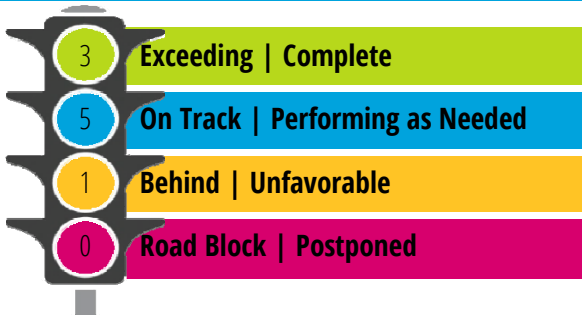 3 Exceeding | Complete
5 On Track | Performing as Needed
1 Behind | Unfavorable
0 Road Block | Postponed